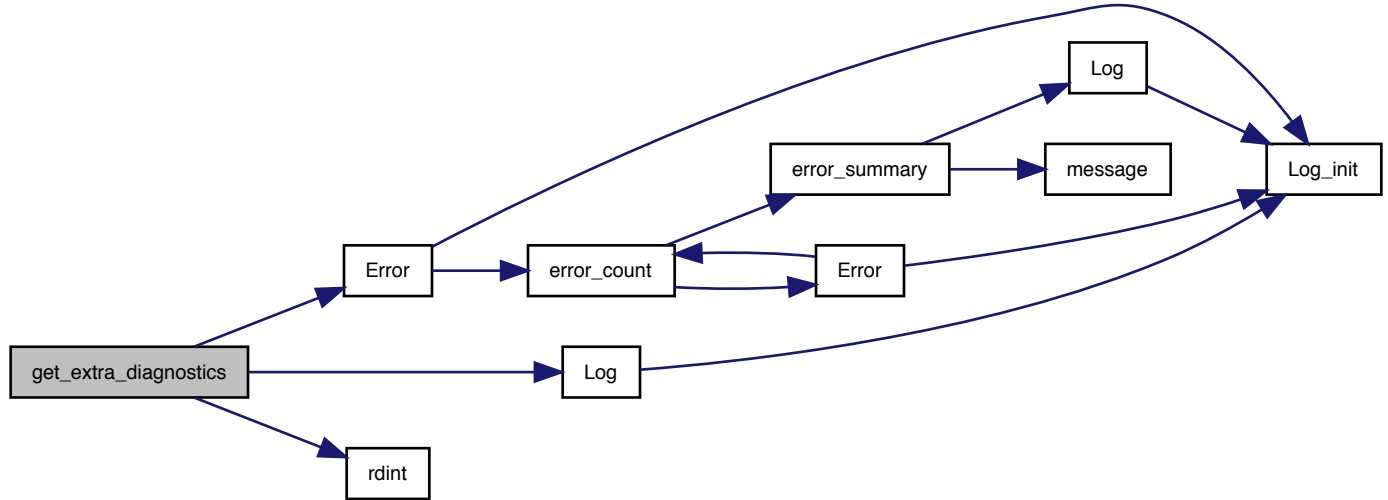 Log
error_summary
message
Log_init
Error
error_count
Error
get_extra_diagnostics
Log
rdint